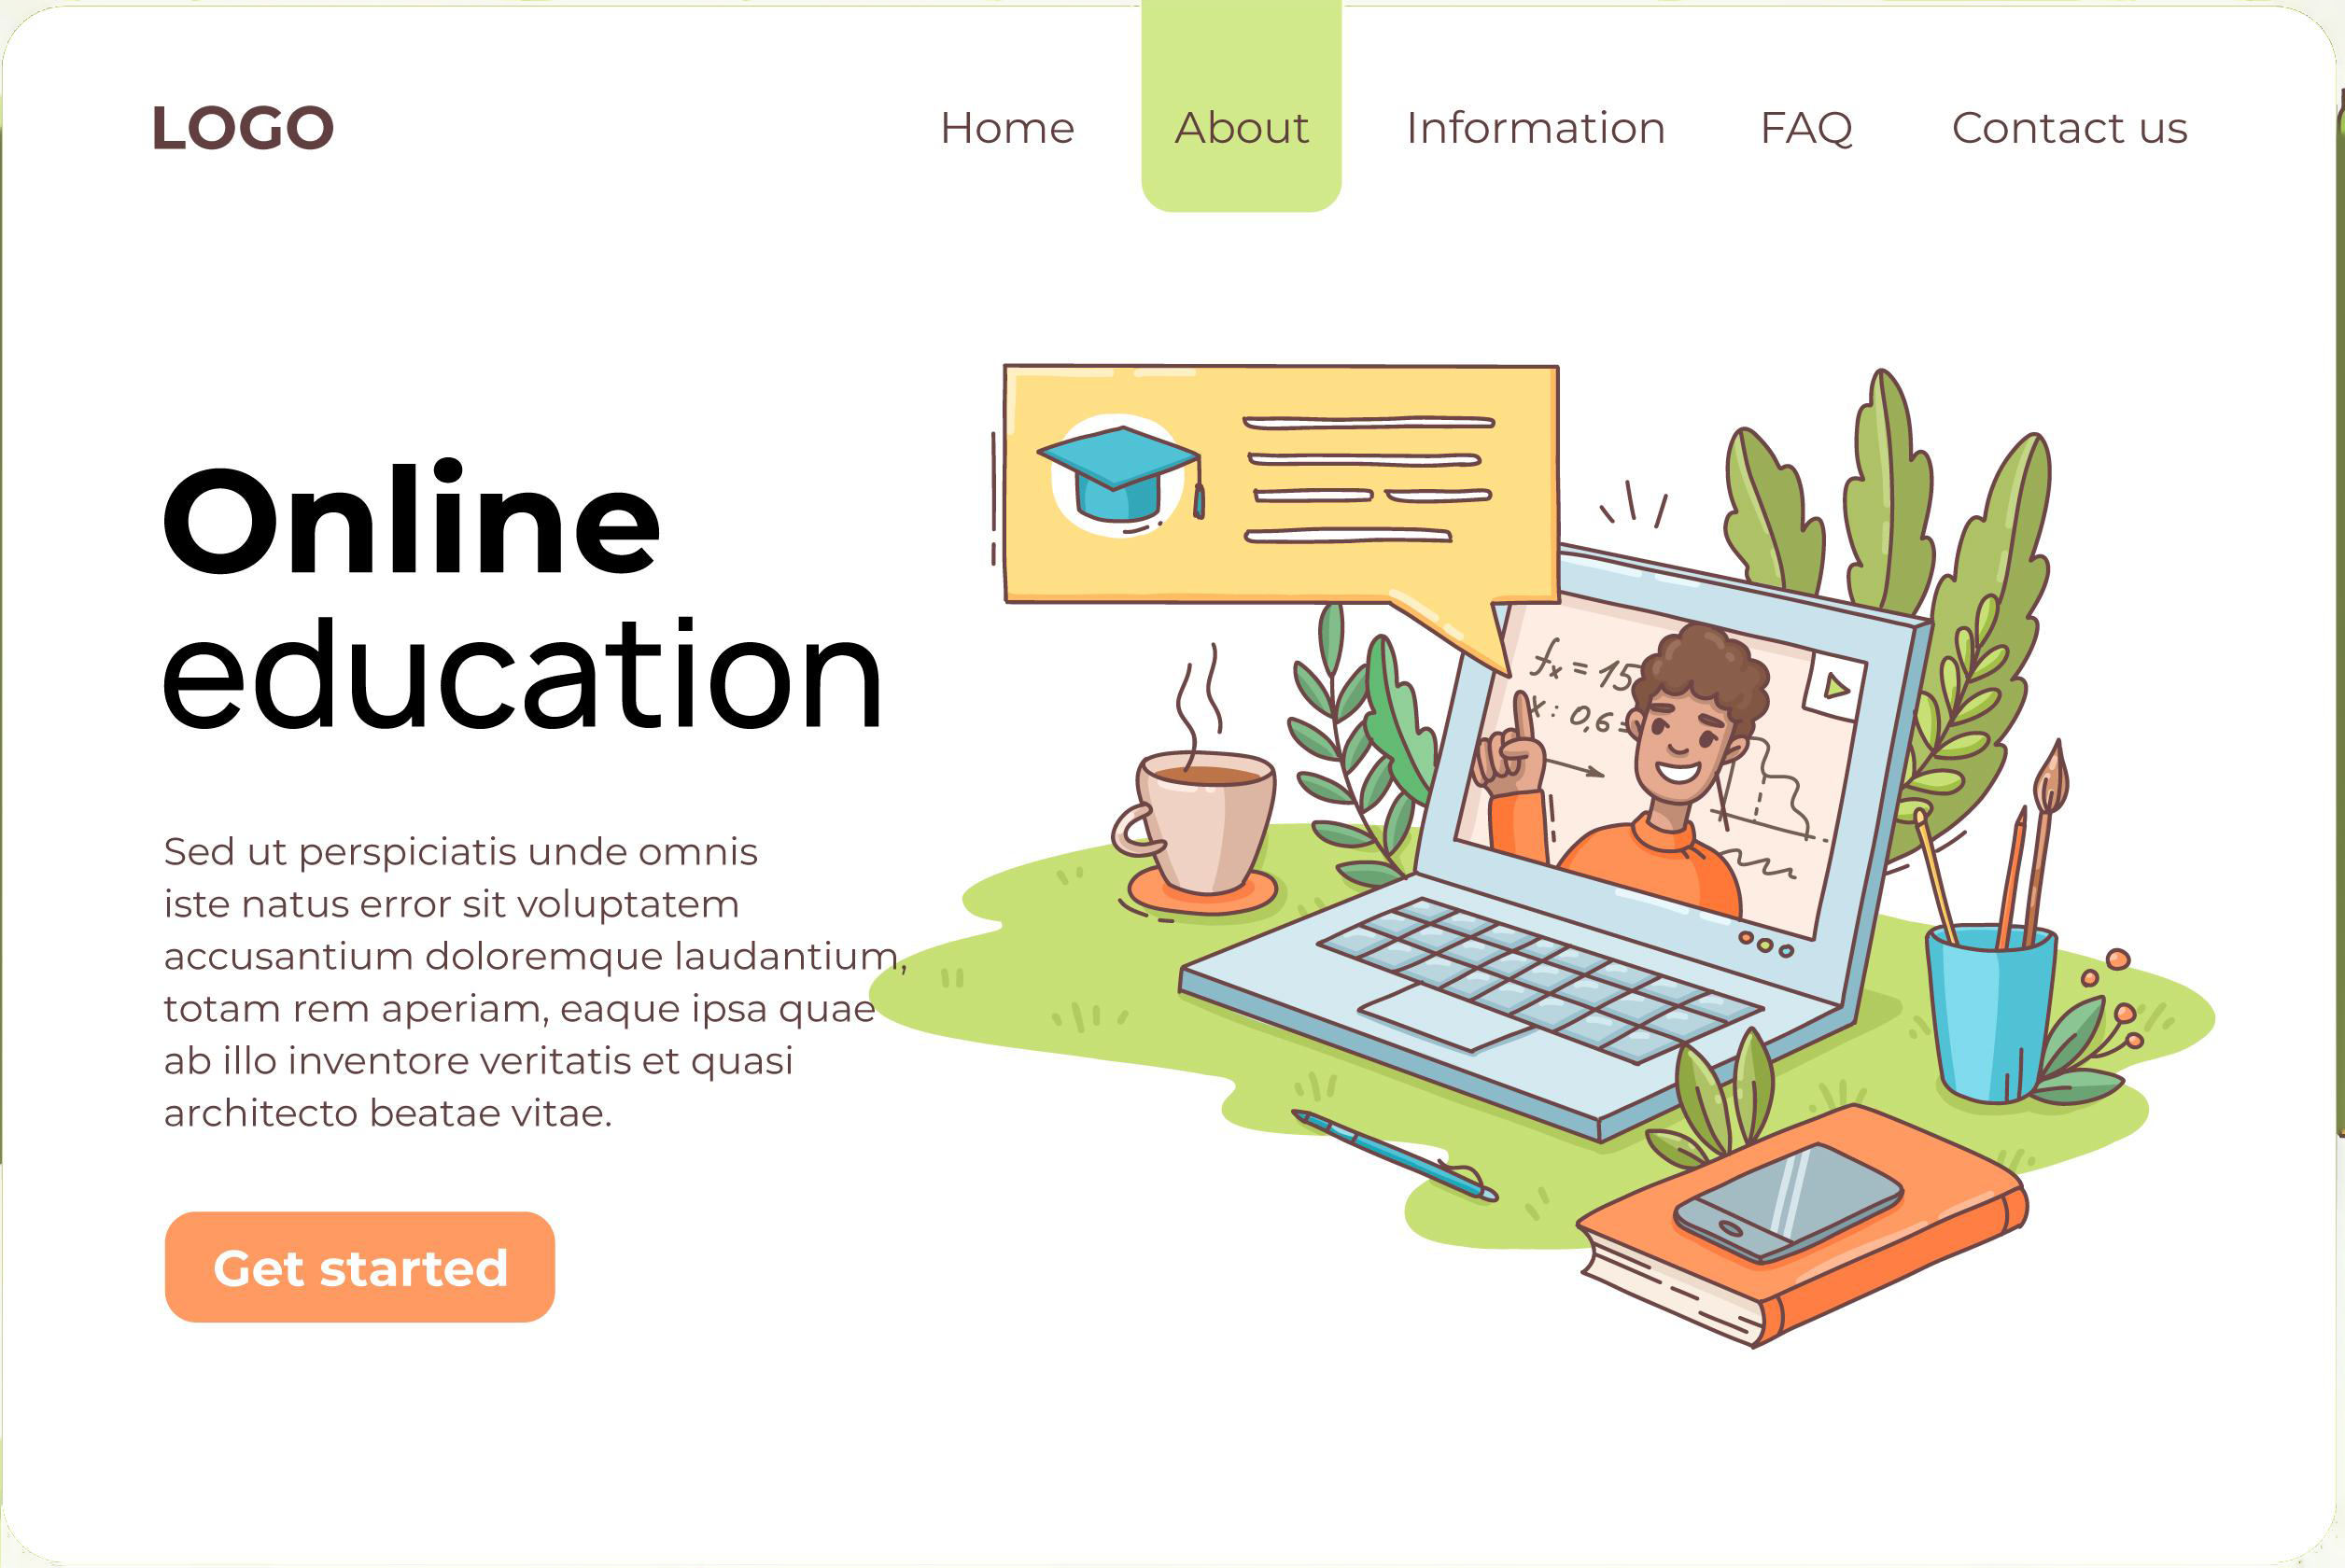 LOGO
Home About Information FAQ Contact us
Online
education
Sed ut perspiciatis unde omnis
iste natus error sit voluptatem
accusantium doloremque laudantium,
totam rem aperiam, eaque ipsa quae
ab illo inventore veritatis et quasi
architecto beatae vitae.
Get started
fx = 15
x: 0,6 =